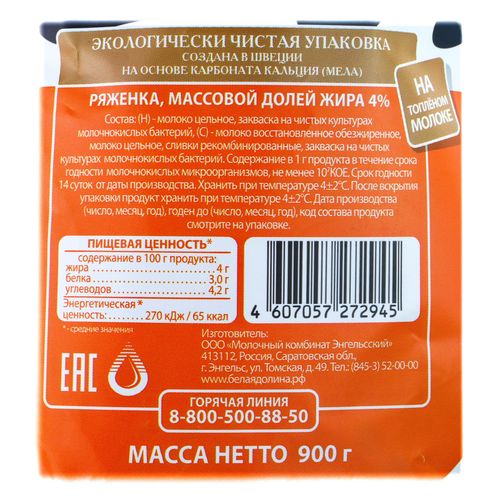 ЭКОЛОГИЧЕСКИ ЧИСТАЯ УПАКОВКА
СОЗДАНА В ШВЕЦИИ
НА ОСНОВЕ КАРБОНАТА КАЛЬЦИЯ (МЕЛА)
НА
ТОПЛЁНОМ
МОЛОКЕ
РЯЖЕНКА, МАССОВОЙ ДОЛЕЙ ЖИРА 4%
Состав: (Н) - молоко цельное, закваска на чистых культурах
молочнокислых бактерий, (С) - молоко восстановленное обезжиренное,
молоко цельное, сливки рекомбинированные, закваска на чистых
культурах молочнокислых бактерий. Содержание в 1 г продукта в течение срока
годности молочнокислых микроорганизмов, не менее 10⁷КОЕ. Срок годности
14 суток от даты производства. Хранить при температуре 4±2°С. После вскрытия
упаковки продукт хранить при температуре 4±2°С. Дата производства
(число, месяц, год), годен до (число, месяц, год), код состава продукта
смотрите на упаковке.
ПИЩЕВАЯ ЦЕННОСТЬ*
содержание в 100 г продукта:
жира 4 г
белка 3,0 г
углеводов 4,2 г
Энергетическая*
ценность: 270 кДж / 65 ккал
* - средние значения
4 607057 272945
EAC
Изготовитель:
ООО «Молочный комбинат Энгельсский»
413112, Россия, Саратовская обл.,
г. Энгельс, ул. Томская, д. 49. Тел.: (845-3) 52-00-00
www.белаядолина.рф
ГОРЯЧАЯ ЛИНИЯ
8-800-500-88-50
МАССА НЕТТО 900 г